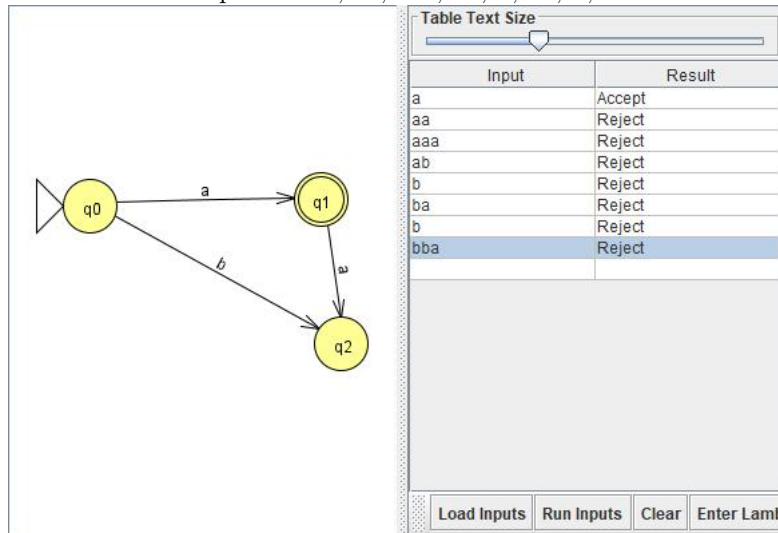 Table Text Size
Input Result
a Accept
aa Reject
aaa Reject
ab Reject
b Reject
ba Reject
b Reject
bba Reject
a
q0
q1
b
a
q2
Load Inputs Run Inputs Clear Enter